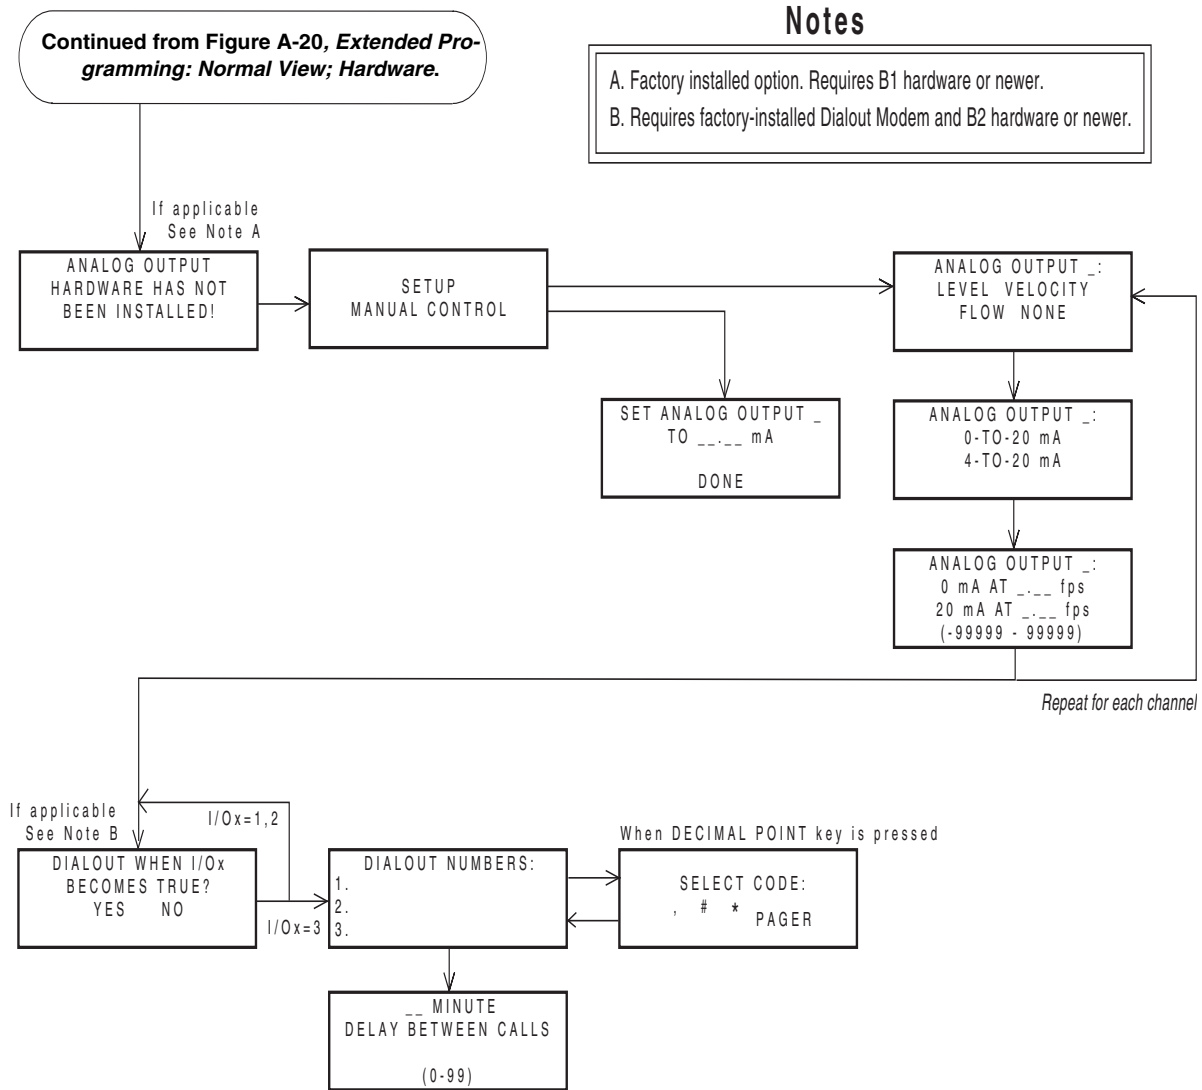 Continued from Figure A-20, Extended Pro-
gramming: Normal View; Hardware.
Notes
A. Factory installed option. Requires B1 hardware or newer.
B. Requires factory-installed Dialout Modem and B2 hardware or newer.
If applicable
See Note A
ANALOG OUTPUT
HARDWARE HAS NOT
BEEN INSTALLED!
SETUP
MANUAL CONTROL
ANALOG OUTPUT _:
LEVEL VELOCITY
FLOW NONE
SET ANALOG OUTPUT _
TO __.__ mA
DONE
ANALOG OUTPUT _:
0-TO-20 mA
4-TO-20 mA
ANALOG OUTPUT _:
0 mA AT _.__ fps
20 mA AT _.__ fps
(-99999 - 99999)
Repeat for each channel
If applicable
See Note B
I/Ox=1,2
DIALOUT WHEN I/Ox
BECOMES TRUE?
YES NO
I/Ox=3
DIALOUT NUMBERS:
1.
2.
3.
When DECIMAL POINT key is pressed
SELECT CODE:
, # * PAGER
__ MINUTE
DELAY BETWEEN CALLS
(0-99)